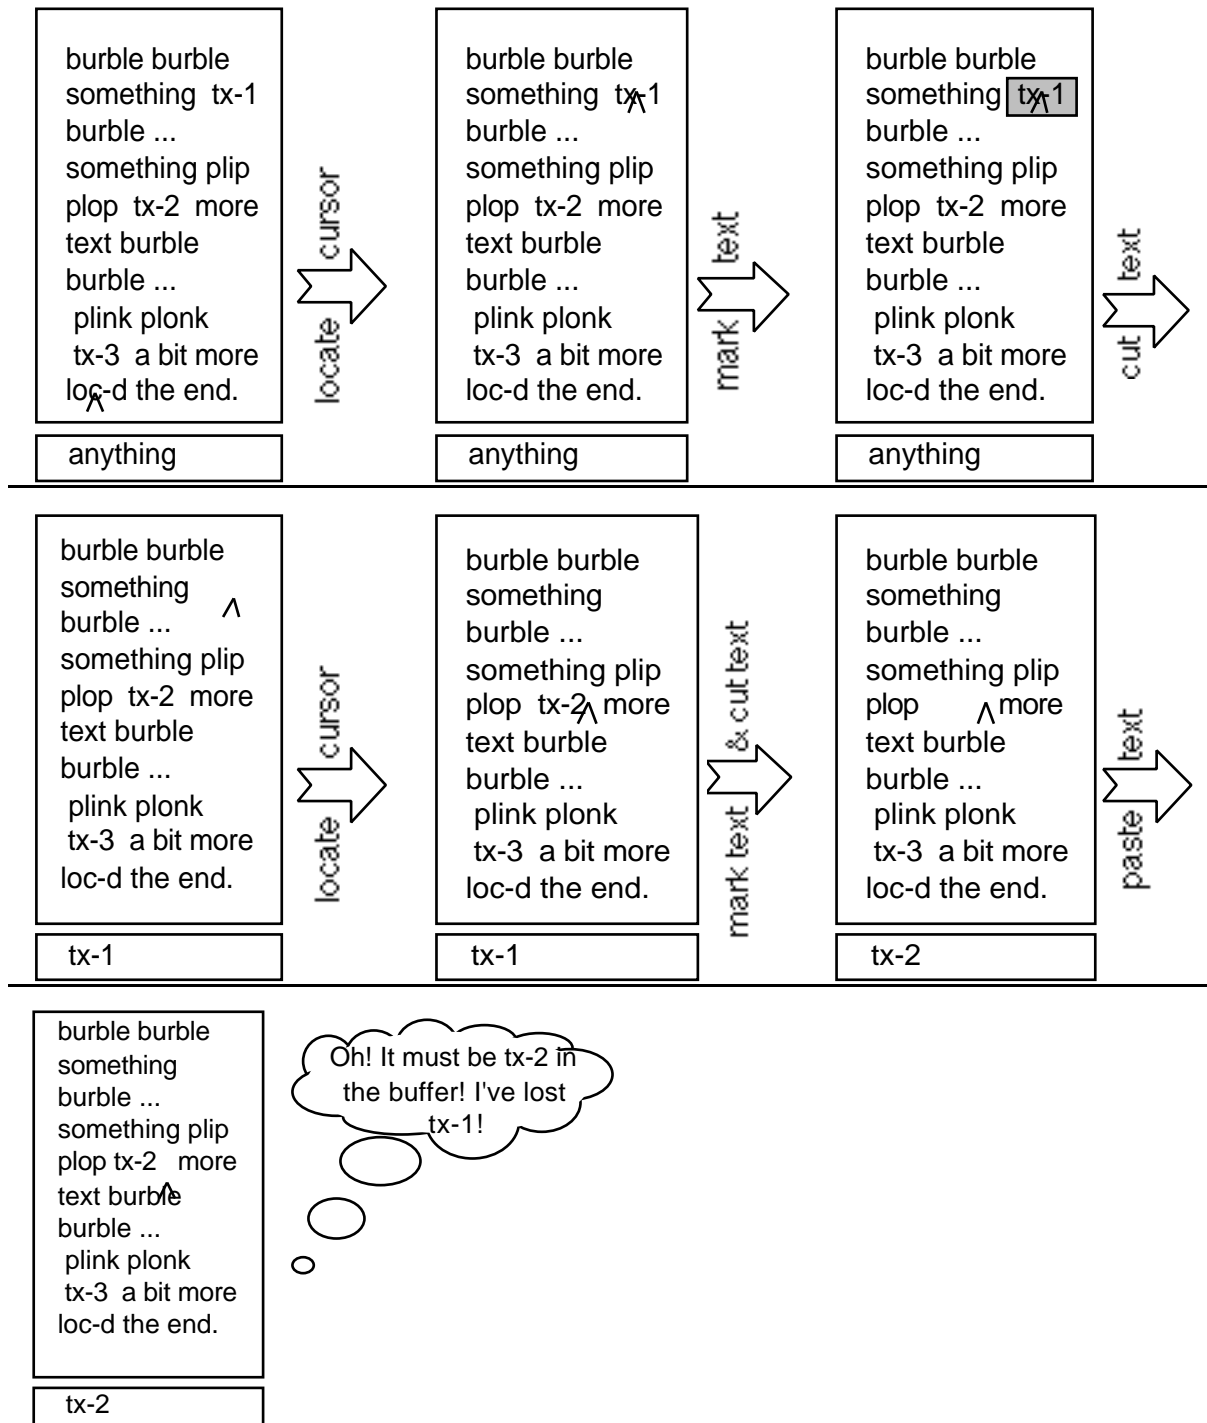 burble burble
something tx-1
burble ...
something plip
plop tx-2 more
text burble
burble ...
plink plonk
tx-3 a bit more
loc-d the end.
anything
locate cursor
burble burble
something tx-1
burble ...
something plip
plop tx-2 more
text burble
burble ...
plink plonk
tx-3 a bit more
loc-d the end.
anything
mark text
burble burble
something tx-1
burble ...
something plip
plop tx-2 more
text burble
burble ...
plink plonk
tx-3 a bit more
loc-d the end.
anything
cut text
burble burble
something
burble ...
something plip
plop tx-2 more
text burble
burble ...
plink plonk
tx-3 a bit more
loc-d the end.
tx-1
locate cursor
burble burble
something
burble ...
something plip
plop tx-2 more
text burble
burble ...
plink plonk
tx-3 a bit more
loc-d the end.
tx-1
mark text & cut text
burble burble
something
burble ...
something plip
plop more
text burble
burble ...
plink plonk
tx-3 a bit more
loc-d the end.
tx-2
paste text
burble burble
something
burble ...
something plip
plop tx-2 more
text burble
burble ...
plink plonk
tx-3 a bit more
loc-d the end.
tx-2
Oh! It must be tx-2 in
the buffer! I've lost
tx-1!